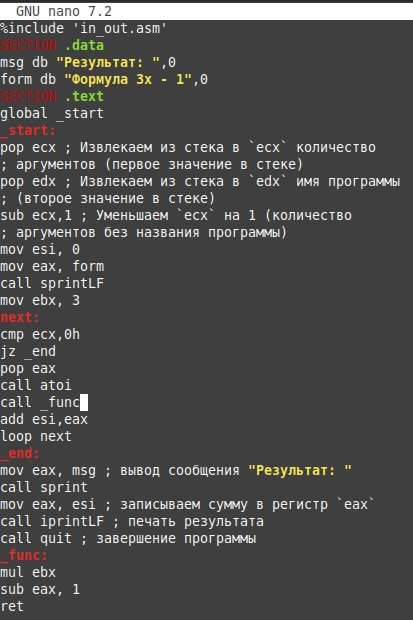 GNU nano 7.2
%include 'in_out.asm'
SECTION .data
msg db "Результат: ",0
form db "Формула 3x - 1",0
SECTION .text
global _start
_start:
pop ecx ; Извлекаем из стека в `ecx` количество
; аргументов (первое значение в стеке)
pop edx ; Извлекаем из стека в `edx` имя программы
; (второе значение в стеке)
sub ecx,1 ; Уменьшаем `ecx` на 1 (количество
; аргументов без названия программы)
mov esi, 0
mov eax, form
call sprintLF
mov ebx, 3
next:
cmp ecx,0h
jz _end
pop eax
call atoi
call _func
add esi,eax
loop next
_end:
mov eax, msg ; вывод сообщения "Результат: "
call sprint
mov eax, esi ; записываем сумму в регистр `eax`
call iprintLF ; печать результата
call quit ; завершение программы
_func:
mul ebx
sub eax, 1
ret